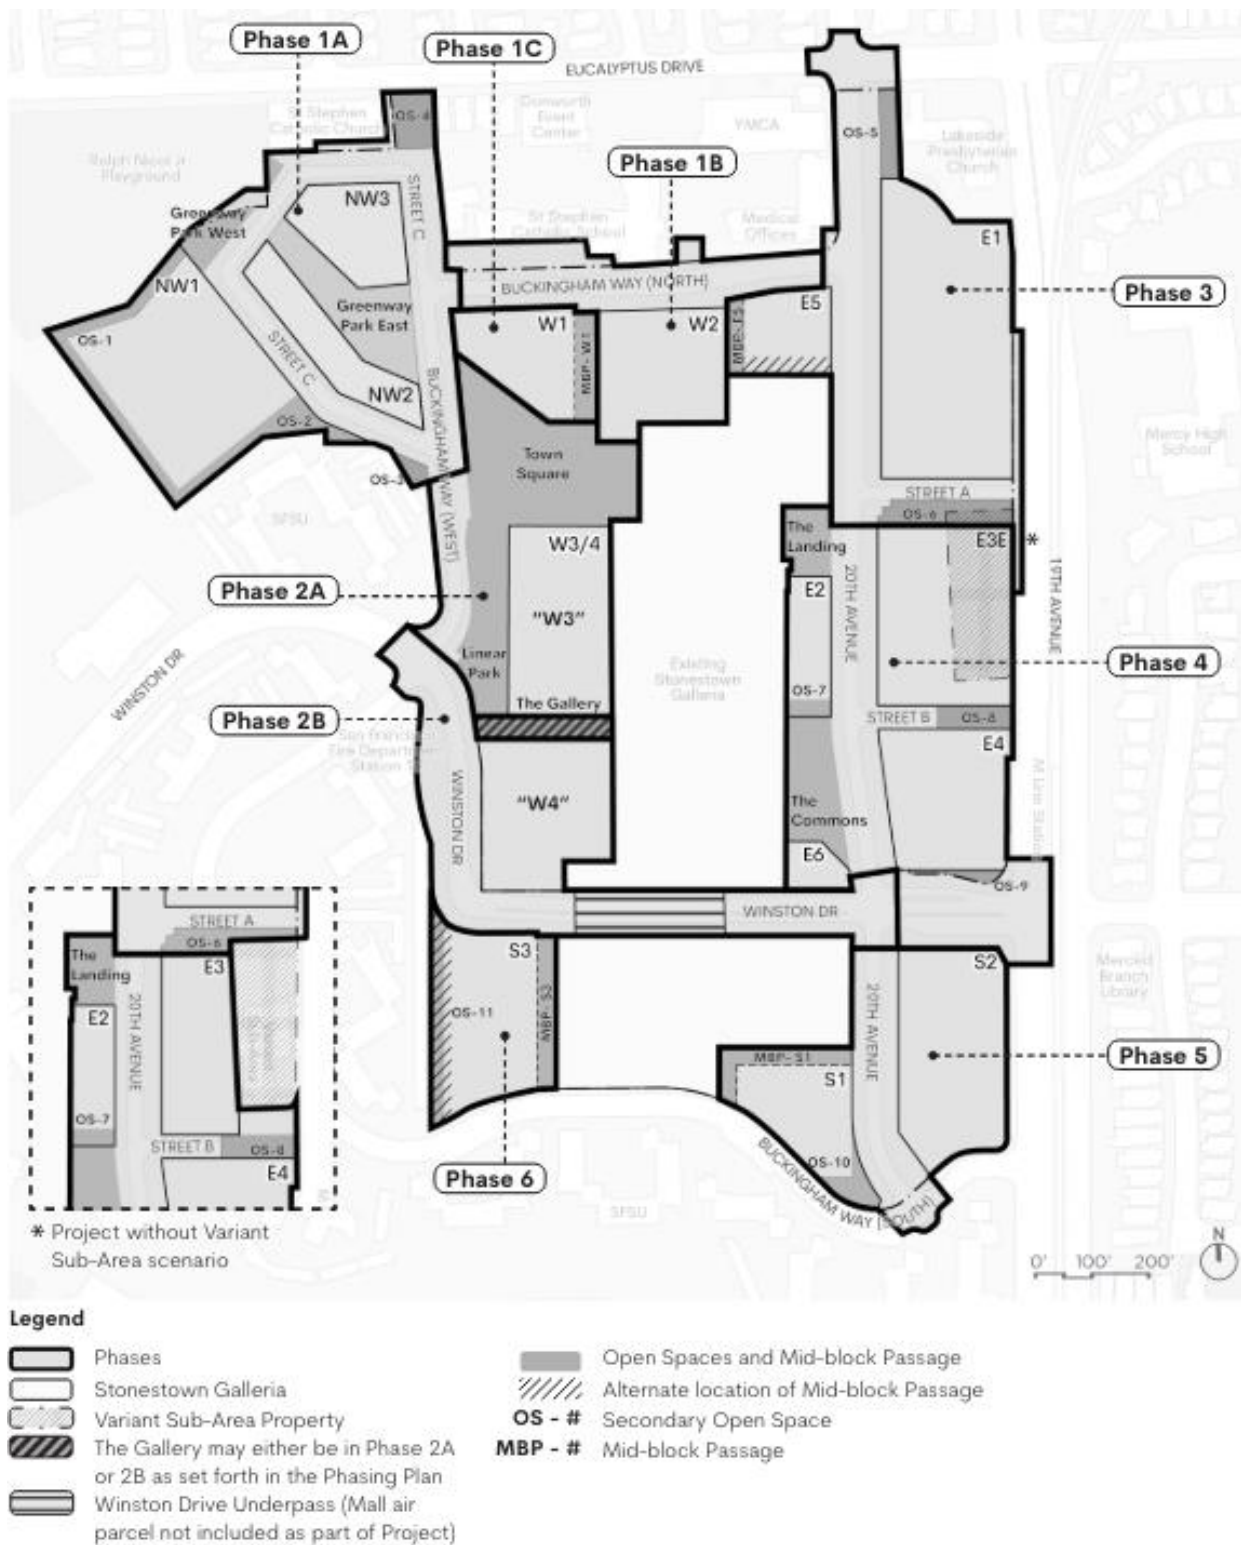 Phase 1A
Phase 1C
EUCALYPTUS DRIVE
St Stephen
Catholic Church
OS-4
Event
Center
YMCA
OS-5
Lakeside
Presbyterian
Church
Phase 1B
Playground
NW3
STREET C
Greenway
Park West
St Stephen
Catholic School
Medical
Offices
E1
NW1
BUCKINGHAM WAY (NORTH)
Phase 3
Greenway
Park East
E5
W1
W2
MBP-E5
OS-1
STREET C
MBP-W1
NW2
BUCKINGHAM WAY (WEST)
OS-2
Mercy High
School
Town
Square
OS-3
STREET A
OS-6
SFSU
The
Landing
E3E
*
W3/4
20TH AVENUE
19TH AVENUE
Phase 2A
E2
"W3"
Linear
Park
Existing
Stonestown
Galleria
Phase 4
WINSTON DR
OS-7
The Gallery
Phase 2B
STREET B
OS-8
San Francisco
Fire Department
Station
E4
"W4"
The
Commons
WINSTON DR
E6
OS-9
WINSTON DR
STREET A
OS-6
The
Landing
E3
S3
S2
Merced
Branch
Library
20TH AVENUE
E2
OS-11
MBP-S3
20TH AVENUE
MBP-S1
Phase 5
S1
OS-7
STREET B
OS-8
E4
OS-10
Phase 6
BUCKINGHAM WAY (SOUTH)
SFSU
* Project without Variant
Sub-Area scenario
N
0' 100' 200'
Legend
Phases
Stonestown Galleria
Variant Sub-Area Property
The Gallery may either be in Phase 2A
or 2B as set forth in the Phasing Plan
Winston Drive Underpass (Mall air
parcel not included as part of Project)
Open Spaces and Mid-block Passage
Alternate location of Mid-block Passage
OS - # Secondary Open Space
MBP - # Mid-block Passage